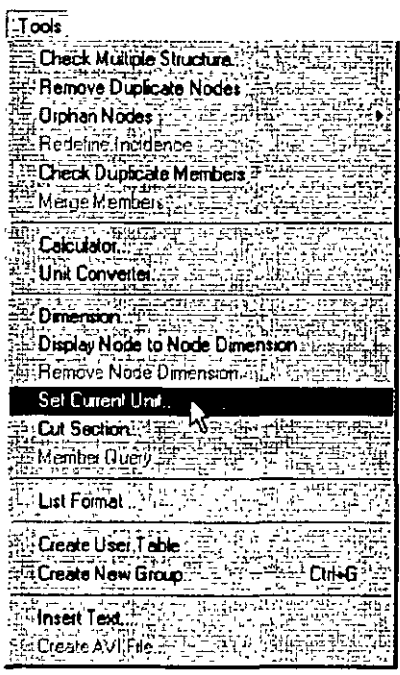 Tools
Check Multiple Structure...
Remove Duplicate Nodes
Orphan Nodes
Redefine Incidence
Check Duplicate Members
Merge Members
Calculator...
Unit Converter...
Dimension...
Display Node to Node Dimension
Remove Node Dimension...
Set Current Unit...
Cut Section...
Member Query
List Format
Create User Table
Create New Group... Ctrl+G
Insert Text...
Create AVI File...